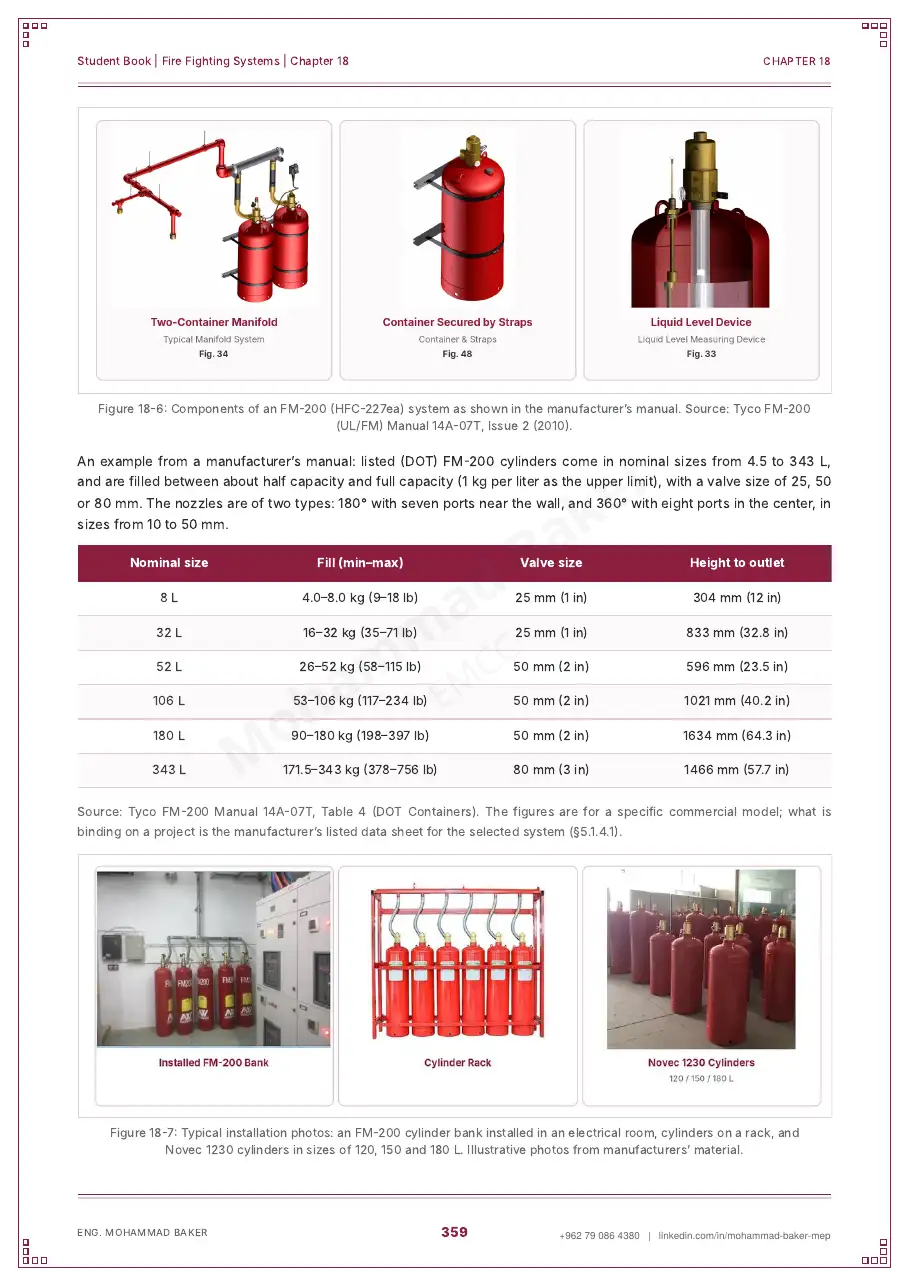 Student Book | Fire Fighting Systems | Chapter 18
CHAPTER 18
Two-Container Manifold
Typical Manifold System
Fig. 34
Container Secured by Straps
Container & Straps
Fig. 48
Liquid Level Device
Liquid Level Measuring Device
Fig. 33
Figure 18-6: Components of an FM-200 (HFC-227ea) system as shown in the manufacturer’s manual. Source: Tyco FM-200
(UL/FM) Manual 14A-07T, Issue 2 (2010).
An example from a manufacturer’s manual: listed (DOT) FM-200 cylinders come in nominal sizes from 4.5 to 343 L,
and are filled between about half capacity and full capacity (1 kg per liter as the upper limit), with a valve size of 25, 50
or 80 mm. The nozzles are of two types: 180° with seven ports near the wall, and 360° with eight ports in the center, in
sizes from 10 to 50 mm.
Nominal size Fill (min–max) Valve size Height to outlet
8 L 4.0–8.0 kg (9–18 lb) 25 mm (1 in) 304 mm (12 in)
32 L 16–32 kg (35–71 lb) 25 mm (1 in) 833 mm (32.8 in)
52 L 26–52 kg (58–115 lb) 50 mm (2 in) 596 mm (23.5 in)
106 L 53–106 kg (117–234 lb) 50 mm (2 in) 1021 mm (40.2 in)
180 L 90–180 kg (198–397 lb) 50 mm (2 in) 1634 mm (64.3 in)
343 L 171.5–343 kg (378–756 lb) 80 mm (3 in) 1466 mm (57.7 in)
Mohammad Baker
Source: Tyco FM-200 Manual 14A-07T, Table 4 (DOT Containers). The figures are for a specific commercial model; what is
binding on a project is the manufacturer’s listed data sheet for the selected system (§5.1.4.1).
Installed FM-200 Bank
Cylinder Rack
Novec 1230 Cylinders
120 / 150 / 180 L
Figure 18-7: Typical installation photos: an FM-200 cylinder bank installed in an electrical room, cylinders on a rack, and
Novec 1230 cylinders in sizes of 120, 150 and 180 L. Illustrative photos from manufacturers’ material.
ENG. MOHAMMAD BAKER
359
+962 79 086 4380 | linkedin.com/in/mohammad-baker-mep